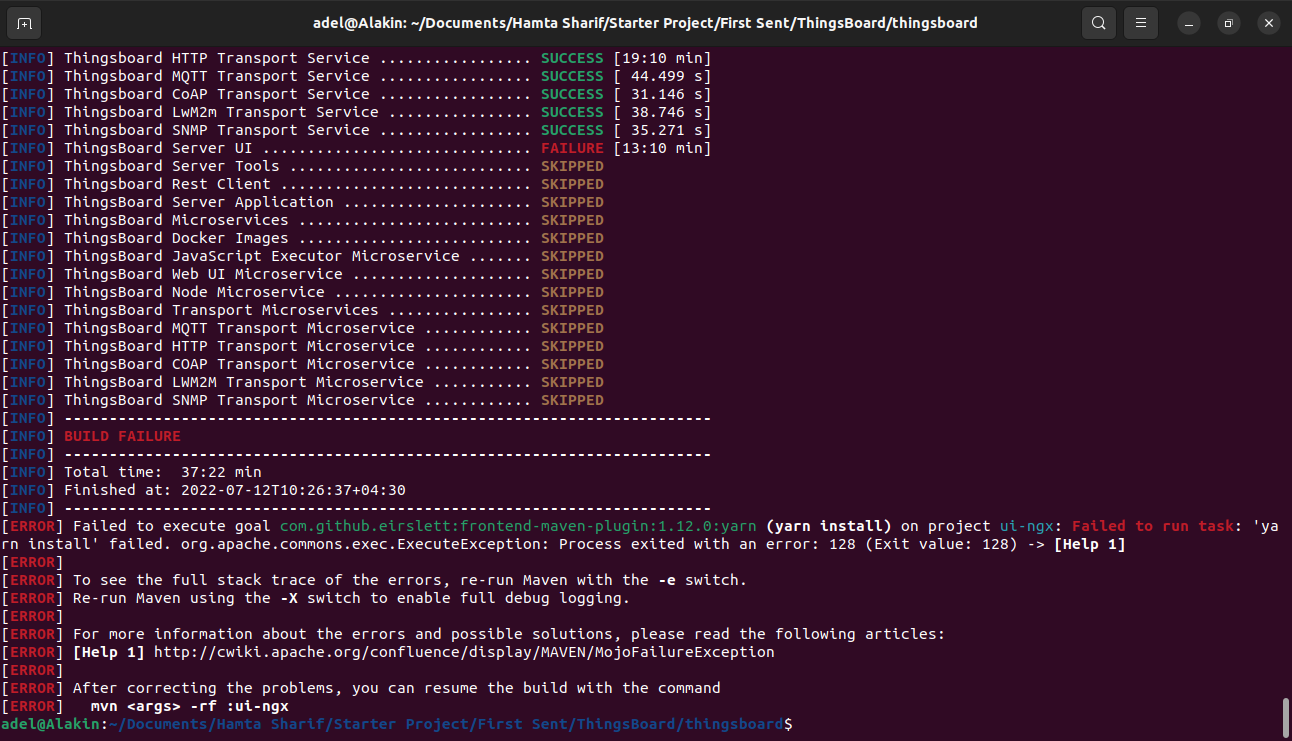 adel@Alakin: ~/Documents/Hamta Sharif/Starter Project/First Sent/ThingsBoard/thingsboard
[INFO] Thingsboard HTTP Transport Service ................. SUCCESS [19:10 min]
[INFO] Thingsboard MQTT Transport Service ................. SUCCESS [ 44.499 s]
[INFO] Thingsboard CoAP Transport Service ................. SUCCESS [ 31.146 s]
[INFO] Thingsboard LwM2m Transport Service ................ SUCCESS [ 38.746 s]
[INFO] Thingsboard SNMP Transport Service ................. SUCCESS [ 35.271 s]
[INFO] ThingsBoard Server UI .............................. FAILURE [13:10 min]
[INFO] Thingsboard Server Tools ........................... SKIPPED
[INFO] Thingsboard Rest Client ............................ SKIPPED
[INFO] ThingsBoard Server Application ..................... SKIPPED
[INFO] ThingsBoard Microservices .......................... SKIPPED
[INFO] ThingsBoard Docker Images .......................... SKIPPED
[INFO] ThingsBoard JavaScript Executor Microservice ....... SKIPPED
[INFO] ThingsBoard Web UI Microservice .................... SKIPPED
[INFO] ThingsBoard Node Microservice ...................... SKIPPED
[INFO] ThingsBoard Transport Microservices ................ SKIPPED
[INFO] ThingsBoard MQTT Transport Microservice ............ SKIPPED
[INFO] ThingsBoard HTTP Transport Microservice ............ SKIPPED
[INFO] ThingsBoard COAP Transport Microservice ............ SKIPPED
[INFO] ThingsBoard LWM2M Transport Microservice ........... SKIPPED
[INFO] ThingsBoard SNMP Transport Microservice ............ SKIPPED
[INFO] ------------------------------------------------------------------------
[INFO] BUILD FAILURE
[INFO] ------------------------------------------------------------------------
[INFO] Total time:  37:22 min
[INFO] Finished at: 2022-07-12T10:26:37+04:30
[INFO] ------------------------------------------------------------------------
[ERROR] Failed to execute goal com.github.eirslett:frontend-maven-plugin:1.12.0:yarn (yarn install) on project ui-ngx: Failed to run task: 'ya
rn install' failed. org.apache.commons.exec.ExecuteException: Process exited with an error: 128 (Exit value: 128) -> [Help 1]
[ERROR]
[ERROR] To see the full stack trace of the errors, re-run Maven with the -e switch.
[ERROR] Re-run Maven using the -X switch to enable full debug logging.
[ERROR]
[ERROR] For more information about the errors and possible solutions, please read the following articles:
[ERROR] [Help 1] http://cwiki.apache.org/confluence/display/MAVEN/MojoFailureException
[ERROR]
[ERROR] After correcting the problems, you can resume the build with the command
[ERROR]   mvn <args> -rf :ui-ngx
adel@Alakin:~/Documents/Hamta Sharif/Starter Project/First Sent/ThingsBoard/thingsboard$